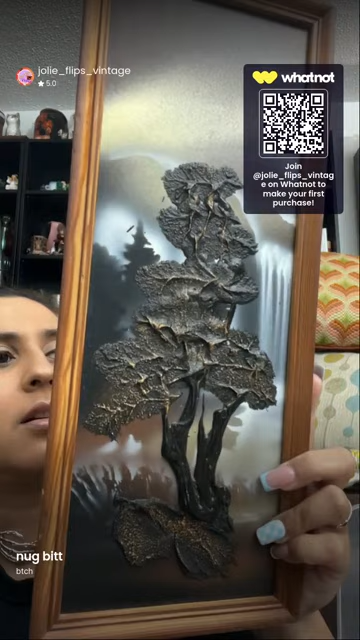 jolie_flips_vintage
★ 5.0
whatnot
Join
@jolie_flips_vintag
e on Whatnot to
make your first
purchase!
nug bitt
btch